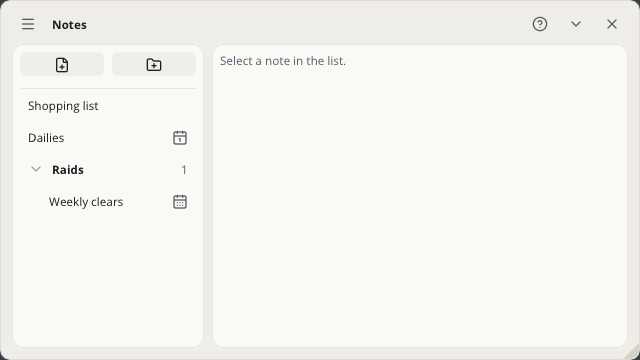 Notes
Select a note in the list.
Shopping list
Dailies
Raids 1
Weekly clears